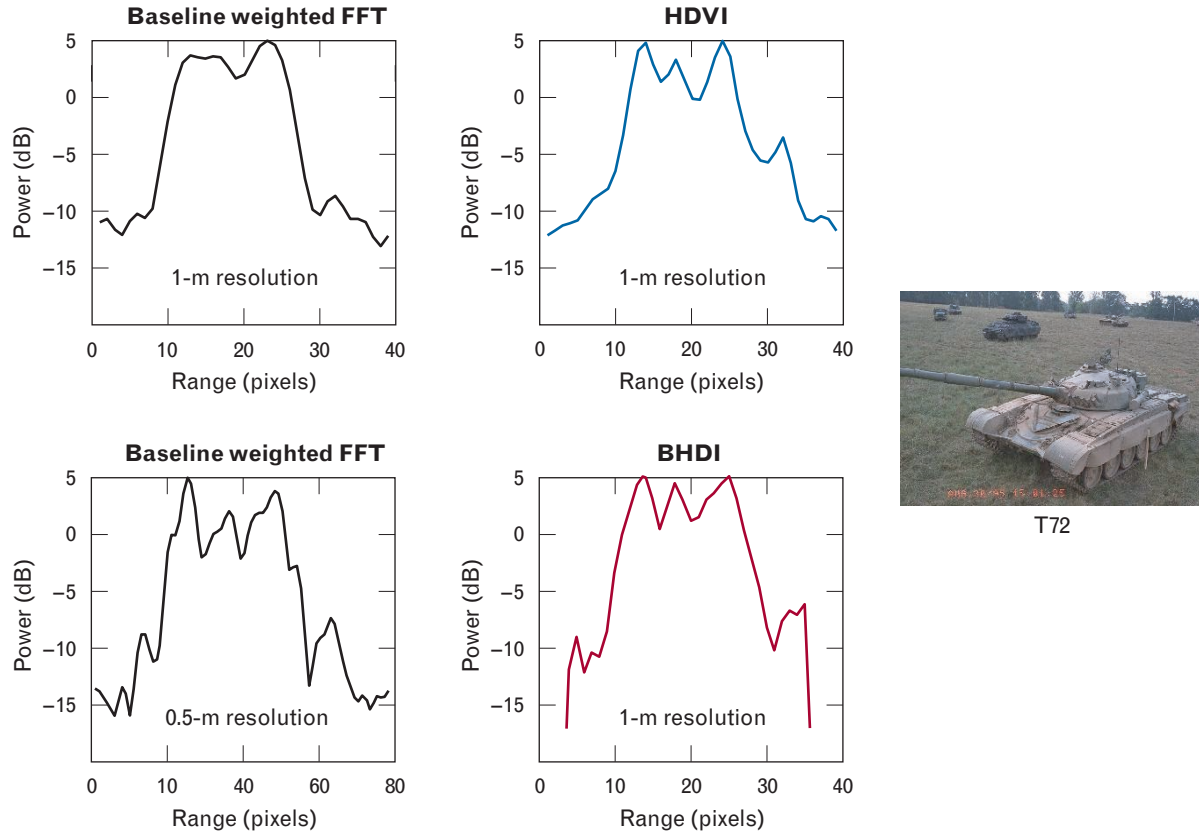 Baseline weighted FFT
5
0
−5
−10
−15
Power (dB)
1-m resolution
0
10
20
30
40
Range (pixels)
HDVI
5
0
−5
−10
−15
Power (dB)
1-m resolution
0
10
20
30
40
Range (pixels)
T72
Baseline weighted FFT
5
0
−5
−10
−15
Power (dB)
0.5-m resolution
0
10
20
60
80
Range (pixels)
BHDI
5
0
−5
−10
−15
Power (dB)
1-m resolution
0
10
20
30
40
Range (pixels)